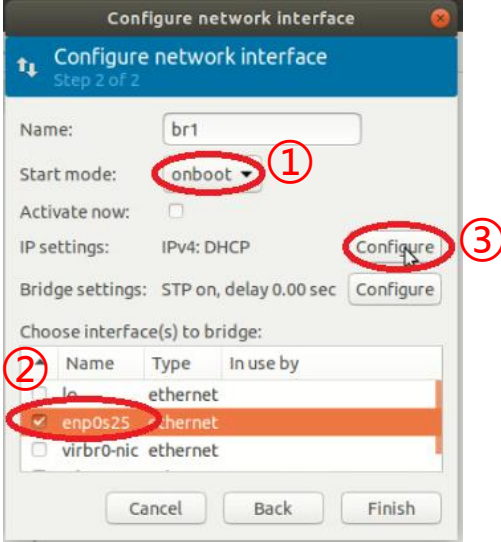 Configure network interface
Configure network interface
Step 2 of 2
Name: br1
①
Start mode: onboot
Activate now:
③
IP settings: IPv4: DHCP Configure
Bridge settings: STP on, delay 0.00 sec Configure
Choose interface(s) to bridge:
②
Name Type In use by
lo ethernet
enp0s25 ethernet
virbr0-nic ethernet
Cancel Back Finish